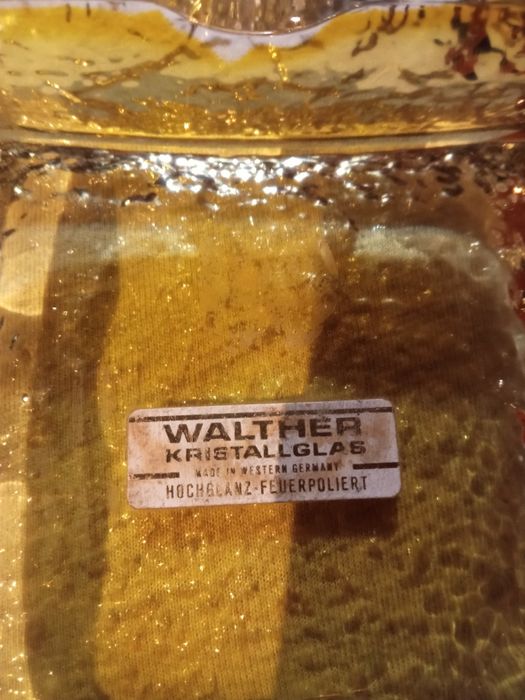 WALTHER
KRISTALLGLAS
MADE IN WESTERN GERMANY
HOCHGLANZ-FEUERPOLIERT